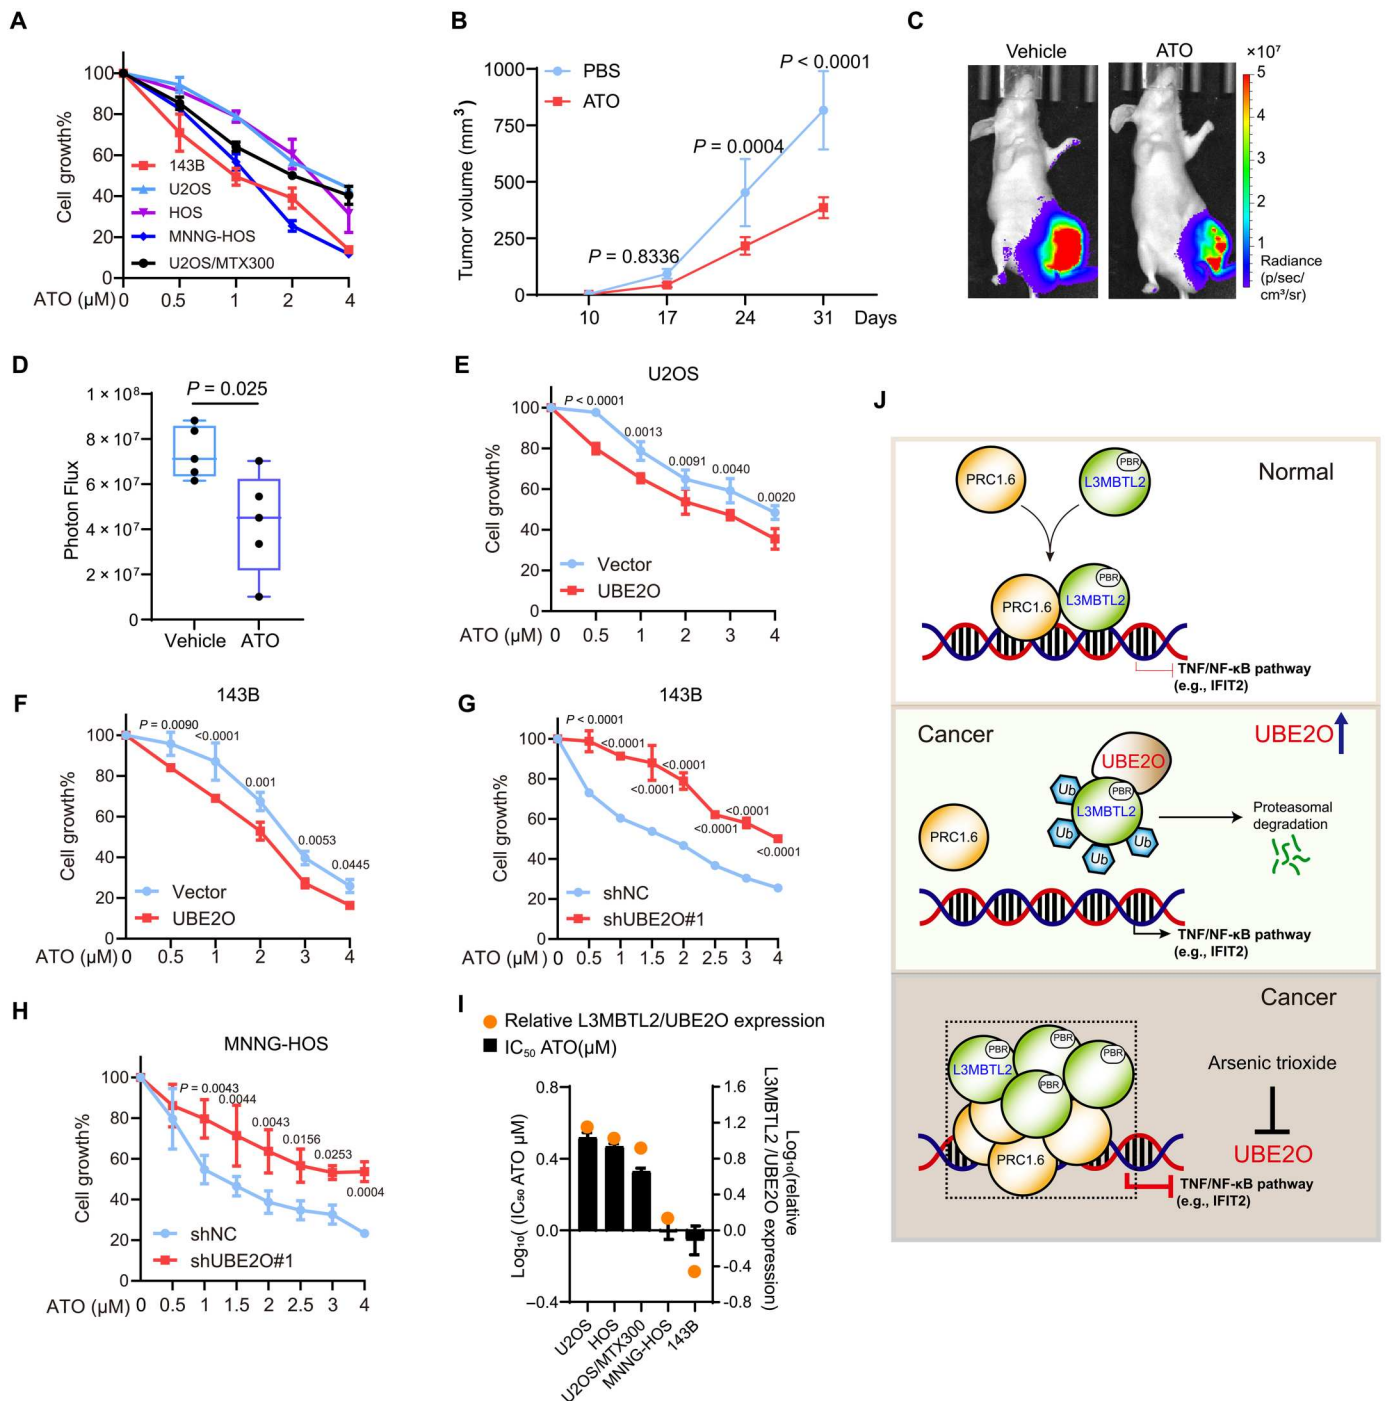 A
Cell growth%
100
80
60
40
20
0
143B
U2OS
HOS
MNNG-HOS
U2OS/MTX300
ATO (μM) 0 0.5 1 2 4
B
Tumor volume (mm³)
1000
750
500
250
0
PBS
ATO
P < 0.0001
P = 0.0004
P = 0.8336
10 17 24 31 Days
C
Vehicle ATO
×10⁷
5
4
3
2
1
Radiance
(p/sec/
cm³/sr)
D
Photon Flux
P = 0.025
1 × 10⁸
8 × 10⁷
6 × 10⁷
4 × 10⁷
2 × 10⁷
0
Vehicle ATO
E
U2OS
Cell growth%
100
80
60
40
20
0
P < 0.0001
0.0013
0.0091
0.0040
0.0020
Vector
UBE2O
ATO (μM) 0 0.5 1 2 3 4
F
143B
Cell growth%
100
80
60
40
20
0
P = 0.0090
<0.0001
0.001
0.0053
0.0445
Vector
UBE2O
ATO (μM) 0 0.5 1 2 3 4
G
143B
Cell growth%
100
80
60
40
20
0
P < 0.0001
<0.0001
<0.0001
<0.0001
<0.0001
<0.0001
<0.0001
shNC
shUBE2O#1
ATO (μM) 0 0.5 1 1.5 2 2.5 3 4
H
MNNG-HOS
Cell growth%
100
80
60
40
20
0
P = 0.0043
0.0044
0.0043
0.0156
0.0253
0.0004
shNC
shUBE2O#1
ATO (μM) 0 0.5 1 1.5 2 2.5 3 4
I
Relative L3MBTL2/UBE2O expression
IC₅₀ ATO(μM)
Log₁₀( (IC₅₀ ATO μM)
0.8
0.4
0.0
–0.4
1.6
1.2
0.8
0.4
0.0
-0.4
-0.8
Log₁₀(relative
L3MBTL2 /UBE2O expression)
U2OS
HOS
U2OS/MTX300
MNNG-HOS
143B
J
Normal
PRC1.6
PBR
L3MBTL2
PRC1.6
PBR
L3MBTL2
TNF/NF-κB pathway
(e.g., IFIT2)
Cancer
UBE2O
UBE2O
PBR
L3MBTL2
Ub
Ub
Ub
Ub
PRC1.6
Proteasomal
degradation
TNF/NF-κB pathway
(e.g., IFIT2)
Cancer
PBR
PBR
PBR
L3MBTL2
PBR
PRC1.6
Arsenic trioxide
UBE2O
TNF/NF-κB pathway
(e.g., IFIT2)